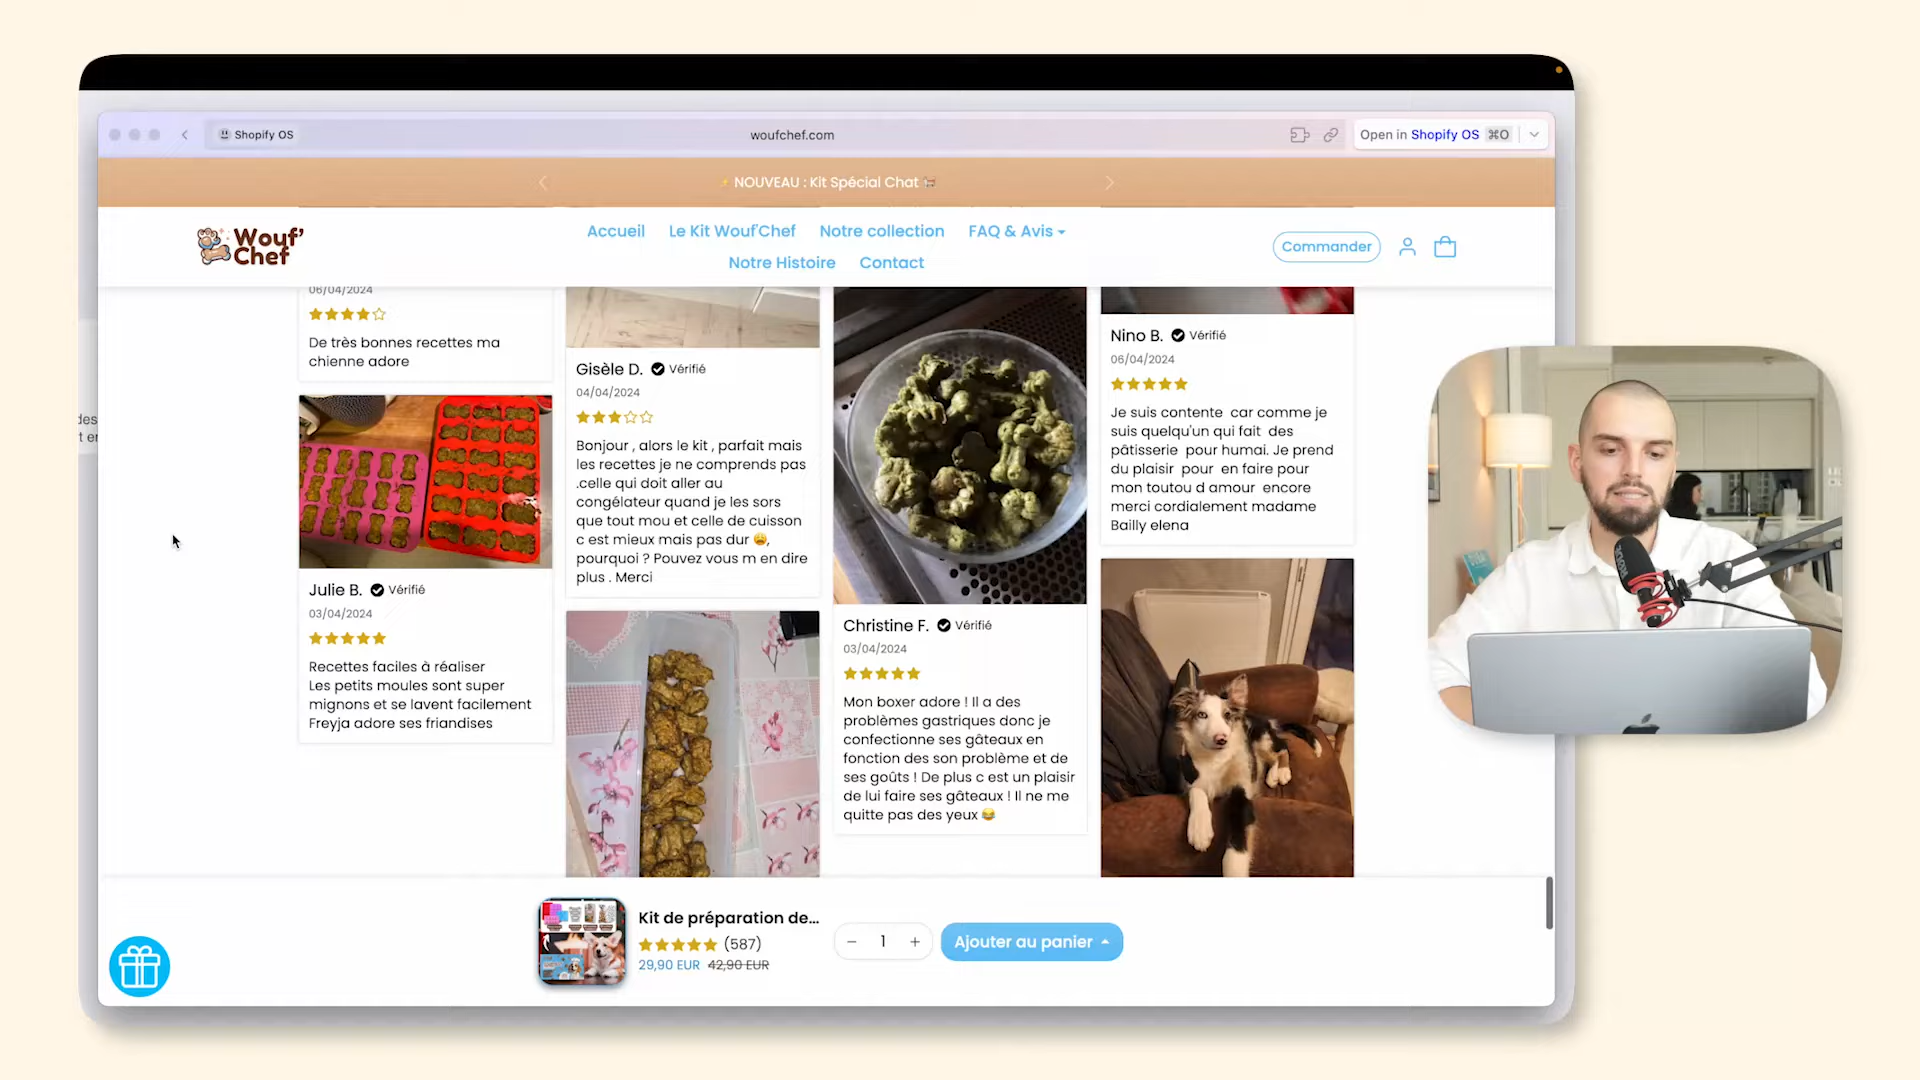 Shopify OS
woufchef.com
Open in Shopify OS ⌘O
⚡ NOUVEAU : Kit Spécial Chat
Wouf'
Chef
Accueil
Le Kit Wouf'Chef
Notre collection
FAQ & Avis
Notre Histoire
Contact
Commander
06/04/2024
De très bonnes recettes ma
chienne adore
Julie B. Vérifié
03/04/2024
Recettes faciles à réaliser
Les petits moules sont super
mignons et se lavent facilement
Freyja adore ses friandises
Gisèle D. Vérifié
04/04/2024
Bonjour , alors le kit , parfait mais
les recettes je ne comprends pas
.celle qui doit aller au
congélateur quand je les sors
que tout mou et celle de cuisson
c est mieux mais pas dur 😩,
pourquoi ? Pouvez vous m en dire
plus . Merci
Christine F. Vérifié
03/04/2024
Mon boxer adore ! Il a des
problèmes gastriques donc je
confectionne ses gâteaux en
fonction des son problème et de
ses goûts ! De plus c est un plaisir
de lui faire ses gâteaux ! Il ne me
quitte pas des yeux 😂
Nino B. Vérifié
06/04/2024
Je suis contente car comme je
suis quelqu'un qui fait des
pâtisserie pour humai. Je prend
du plaisir pour en faire pour
mon toutou d amour encore
merci cordialement madame
Bailly elena
des
t en
Kit de préparation de...
(587)
29,90 EUR 42,90 EUR
− 1 +
Ajouter au panier